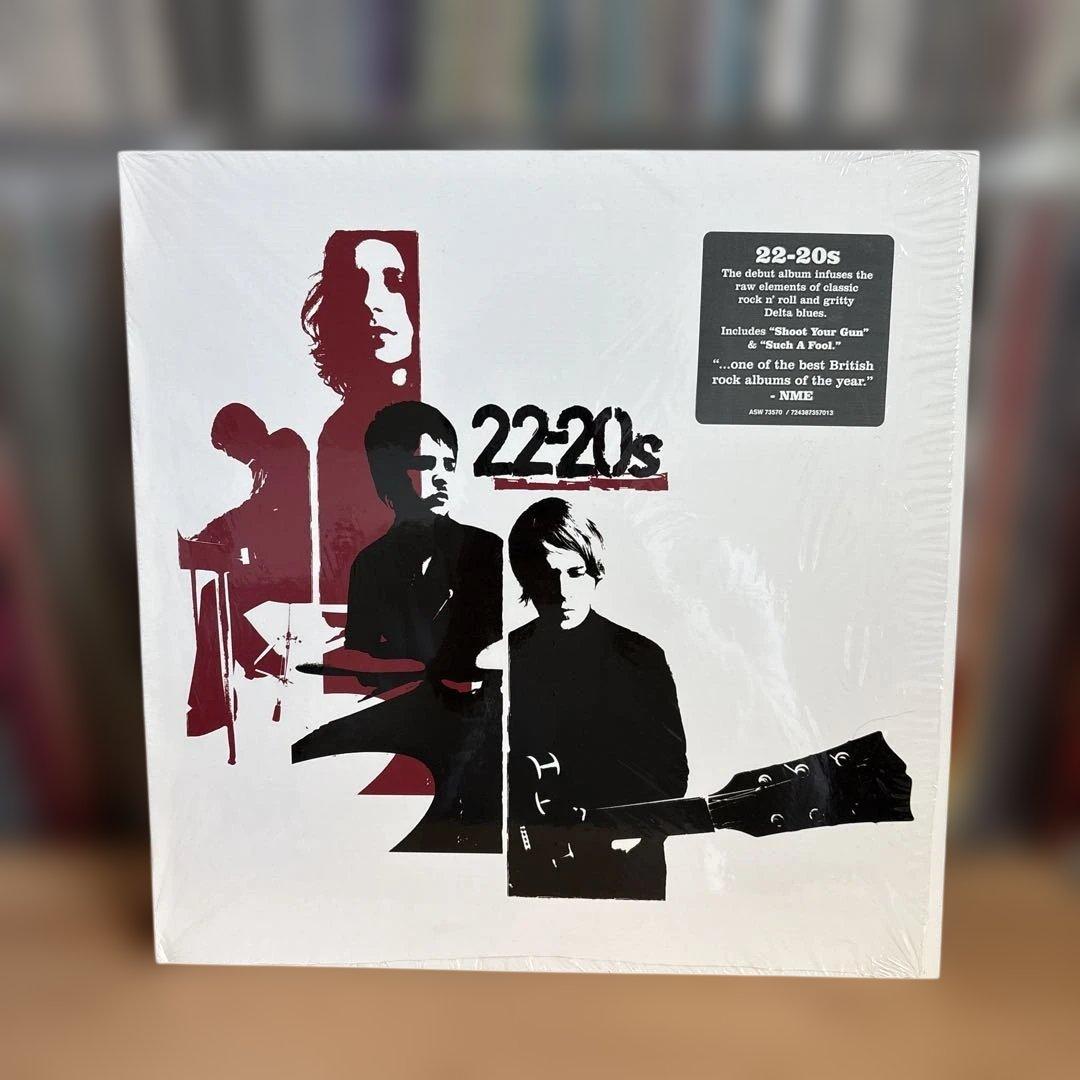 22-20s
The debut album infuses the
raw elements of classic
rock n' roll and gritty
Delta blues.
Includes “Shoot Your Gun”
& “Such A Fool.”
“...one of the best British
rock albums of the year.”
- NME
ASW 73570 / 724387357013
22-20s